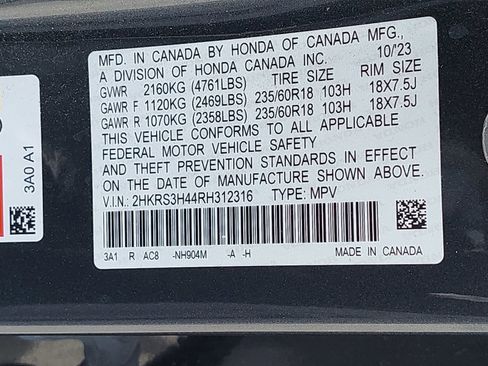 MFD. IN CANADA BY HONDA OF CANADA MFG.,
A DIVISION OF HONDA CANADA INC. 10/'23
GVWR 2160KG (4761LBS) TIRE SIZE RIM SIZE
GAWR F 1120KG (2469LBS) 235/60R18 103H 18X7.5J
GAWR R 1070KG (2358LBS) 235/60R18 103H 18X7.5J
THIS VEHICLE CONFORMS TO ALL APPLICABLE
FEDERAL MOTOR VEHICLE SAFETY
AND THEFT PREVENTION STANDARDS IN EFFECT
ON THE DATE OF MANUFACTURE SHOWN ABOVE.
V.I.N.: 2HKRS3H44RH312316 TYPE: MPV
3A1 R AC8 -NH904M -A -H MADE IN CANADA
3A0 A1